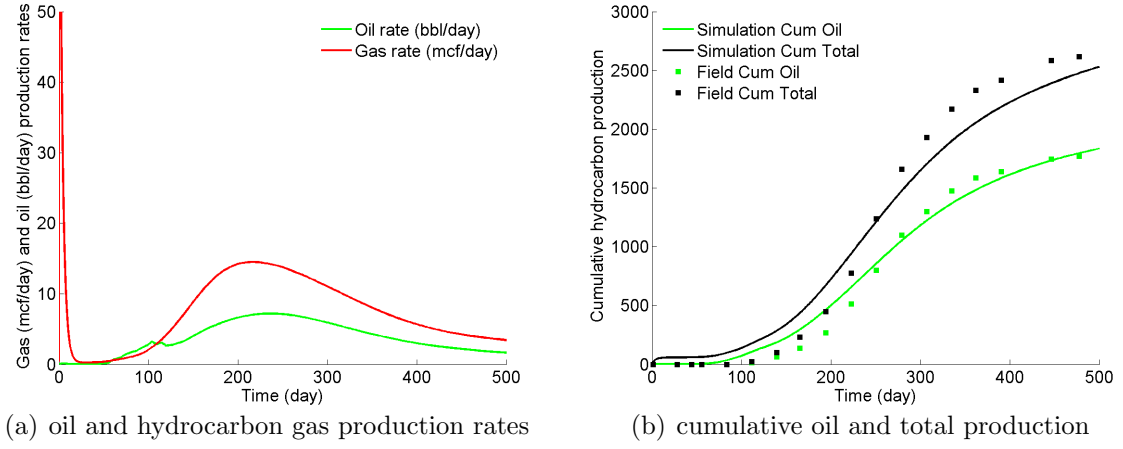 Gas (mcf/day) and oil (bbl/day) production rates
50
40
30
20
10
0
Oil rate (bbl/day)
Gas rate (mcf/day)
0 100 200 300 400 500
Time (day)
(a) oil and hydrocarbon gas production rates
Cumulative hydrocarbon production
3000
2500
2000
1500
1000
500
0
Simulation Cum Oil
Simulation Cum Total
Field Cum Oil
Field Cum Total
0 100 200 300 400 500
Time (day)
(b) cumulative oil and total production